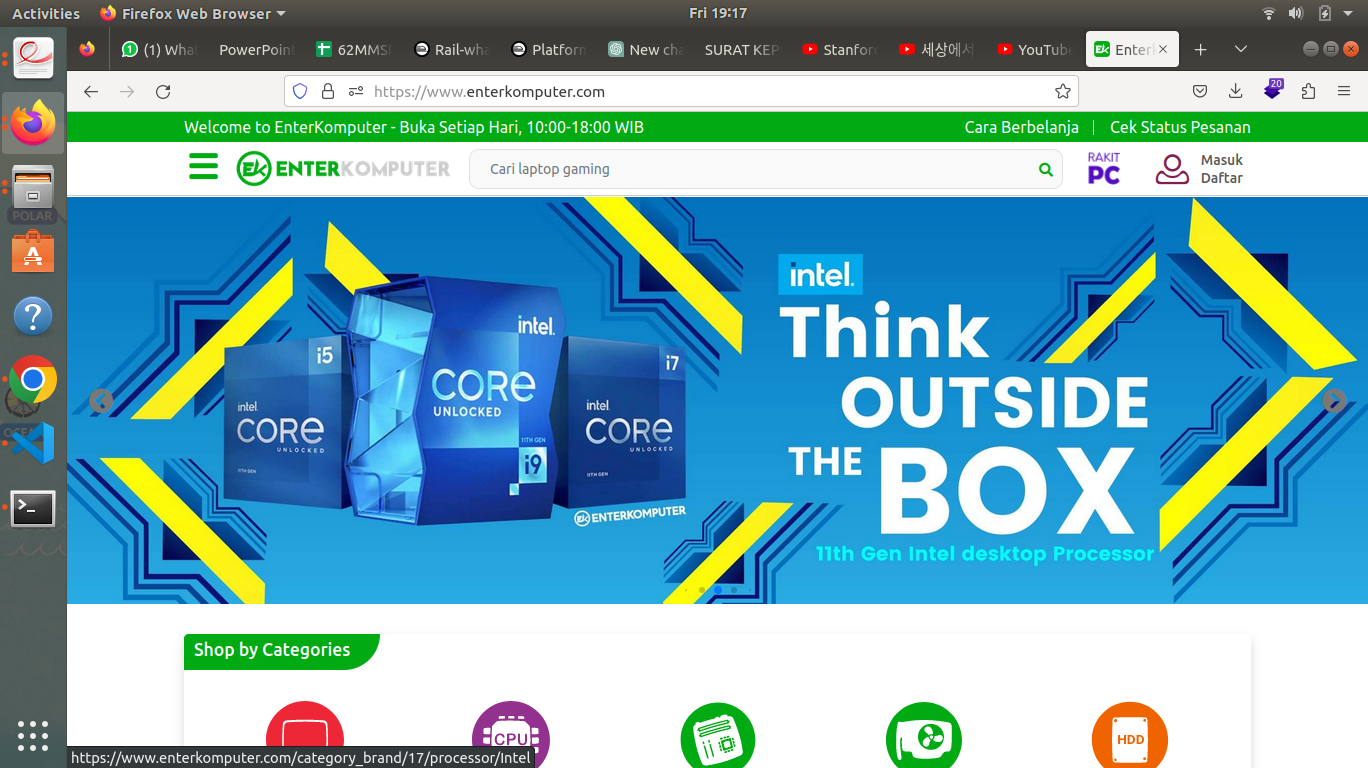 Activities
Firefox Web Browser
Fri 19:17
(1) Wha
PowerPoint
62MMS
Rail-wha
Platform
New cha
SURAT KEP
Stanford
세상에서
YouTube
Enter
https://www.enterkomputer.com
20
Welcome to EnterKomputer - Buka Setiap Hari, 10:00-18:00 WIB
Cara Berbelanja
Cek Status Pesanan
EK ENTERKOMPUTER
Cari laptop gaming
RAKIT
PC
Masuk
Daftar
POLAR
intel.
Think
OUTSIDE
THE BOX
11th Gen Intel desktop Processor
i5
intel
CORE
UNLOCKED
11TH GEN
intel.
CORE
UNLOCKED
11TH GEN
i9
i7
intel
CORE
UNLOCKED
11TH GEN
EK ENTERKOMPUTER
Shop by Categories
CPU
HDD
https://www.enterkomputer.com/category_brand/17/processor/Intel